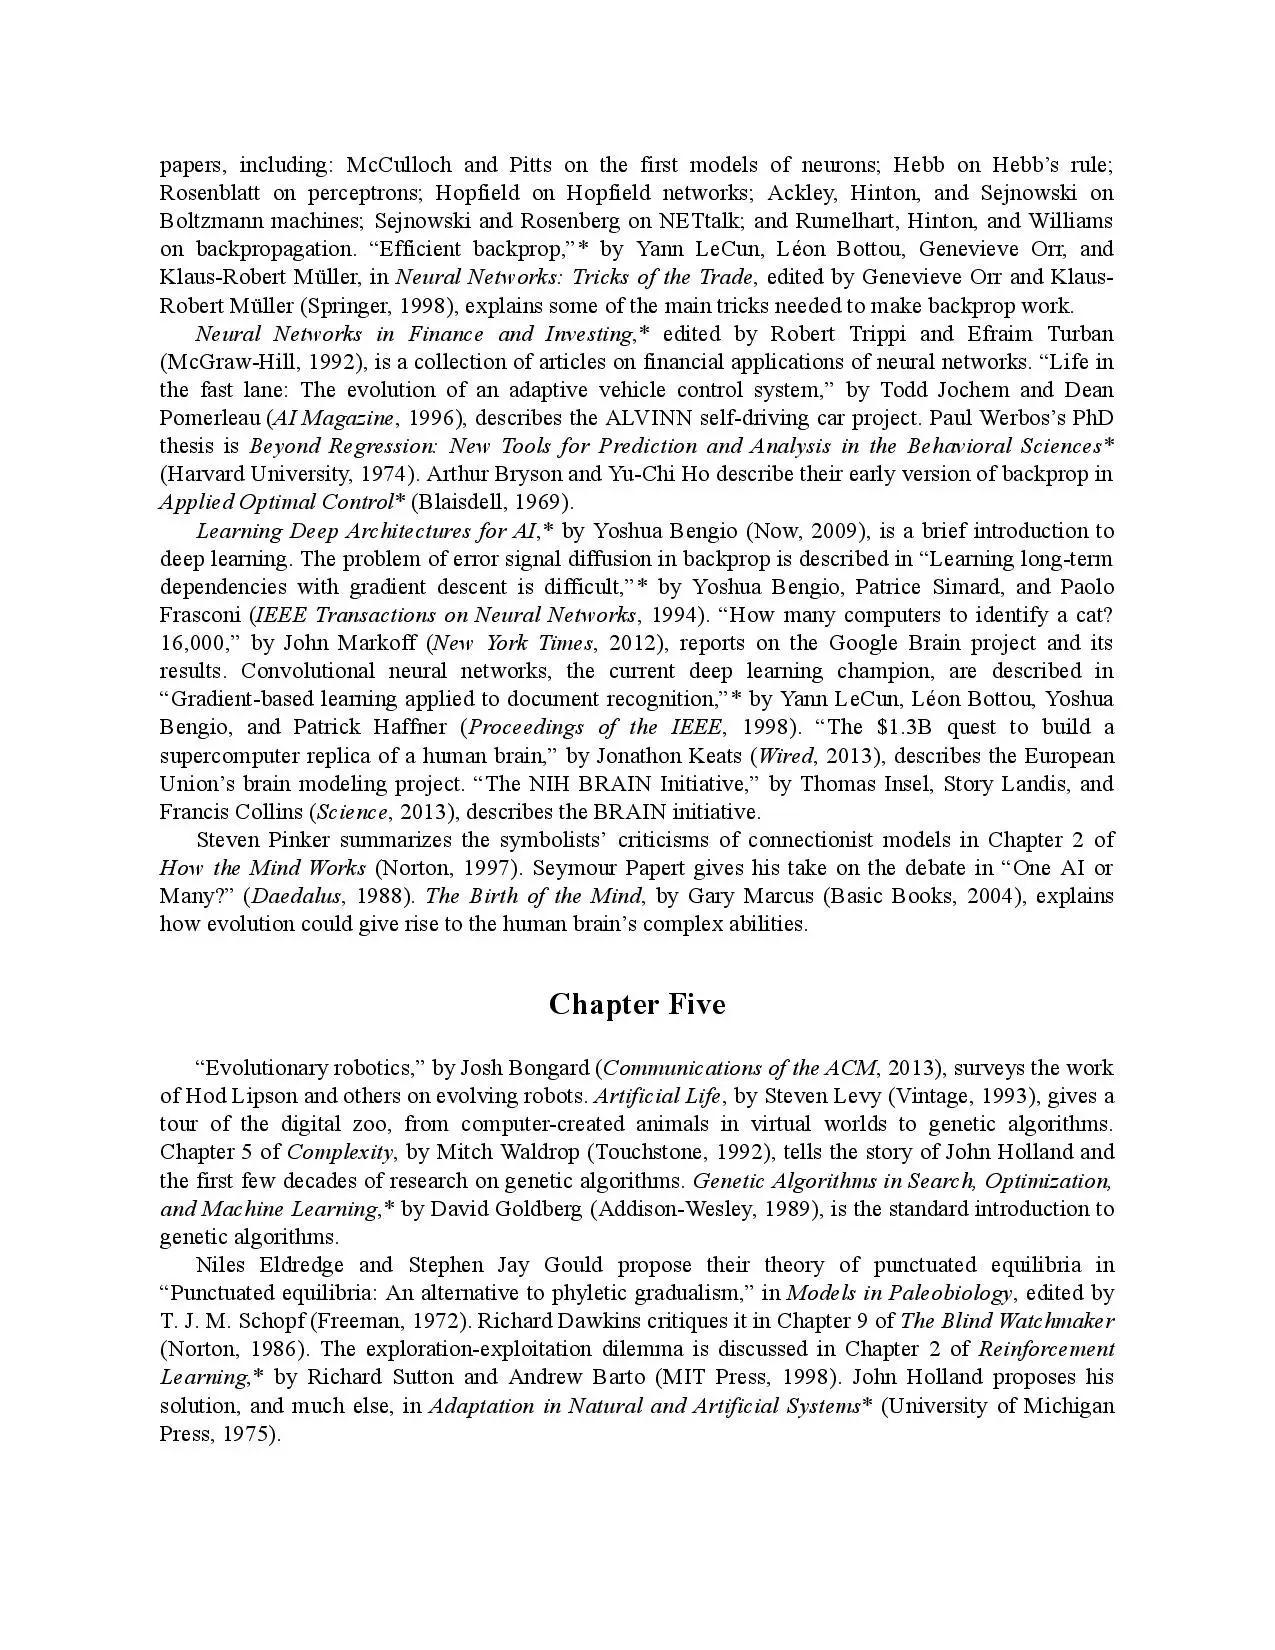 papers, including: McCulloch and Pitts on the first models of neurons; Hebb on Hebb’s rule;
Rosenblatt on perceptrons; Hopfield on Hopfield networks; Ackley, Hinton, and Sejnowski on
Boltzmann machines; Sejnowski and Rosenberg on NETtalk; and Rumelhart, Hinton, and Williams
on backpropagation. “Efficient backprop,”* by Yann LeCun, Léon Bottou, Genevieve Orr, and
Klaus-Robert Müller, in Neural Networks: Tricks of the Trade, edited by Genevieve Orr and Klaus-
Robert Müller (Springer, 1998), explains some of the main tricks needed to make backprop work.
Neural Networks in Finance and Investing,* edited by Robert Trippi and Efraim Turban
(McGraw-Hill, 1992), is a collection of articles on financial applications of neural networks. “Life in
the fast lane: The evolution of an adaptive vehicle control system,” by Todd Jochem and Dean
Pomerleau (AI Magazine, 1996), describes the ALVINN self-driving car project. Paul Werbos’s PhD
thesis is Beyond Regression: New Tools for Prediction and Analysis in the Behavioral Sciences*
(Harvard University, 1974). Arthur Bryson and Yu-Chi Ho describe their early version of backprop in
Applied Optimal Control* (Blaisdell, 1969).
Learning Deep Architectures for AI,* by Yoshua Bengio (Now, 2009), is a brief introduction to
deep learning. The problem of error signal diffusion in backprop is described in “Learning long-term
dependencies with gradient descent is difficult,”* by Yoshua Bengio, Patrice Simard, and Paolo
Frasconi (IEEE Transactions on Neural Networks, 1994). “How many computers to identify a cat?
16,000,” by John Markoff (New York Times, 2012), reports on the Google Brain project and its
results. Convolutional neural networks, the current deep learning champion, are described in
“Gradient-based learning applied to document recognition,”* by Yann LeCun, Léon Bottou, Yoshua
Bengio, and Patrick Haffner (Proceedings of the IEEE, 1998). “The $1.3B quest to build a
supercomputer replica of a human brain,” by Jonathon Keats (Wired, 2013), describes the European
Union’s brain modeling project. “The NIH BRAIN Initiative,” by Thomas Insel, Story Landis, and
Francis Collins (Science, 2013), describes the BRAIN initiative.
Steven Pinker summarizes the symbolists’ criticisms of connectionist models in Chapter 2 of
How the Mind Works (Norton, 1997). Seymour Papert gives his take on the debate in “One AI or
Many?” (Daedalus, 1988). The Birth of the Mind, by Gary Marcus (Basic Books, 2004), explains
how evolution could give rise to the human brain’s complex abilities.
Chapter Five
“Evolutionary robotics,” by Josh Bongard (Communications of the ACM, 2013), surveys the work
of Hod Lipson and others on evolving robots. Artificial Life, by Steven Levy (Vintage, 1993), gives a
tour of the digital zoo, from computer-created animals in virtual worlds to genetic algorithms.
Chapter 5 of Complexity, by Mitch Waldrop (Touchstone, 1992), tells the story of John Holland and
the first few decades of research on genetic algorithms. Genetic Algorithms in Search, Optimization,
and Machine Learning,* by David Goldberg (Addison-Wesley, 1989), is the standard introduction to
genetic algorithms.
Niles Eldredge and Stephen Jay Gould propose their theory of punctuated equilibria in
“Punctuated equilibria: An alternative to phyletic gradualism,” in Models in Paleobiology, edited by
T. J. M. Schopf (Freeman, 1972). Richard Dawkins critiques it in Chapter 9 of The Blind Watchmaker
(Norton, 1986). The exploration-exploitation dilemma is discussed in Chapter 2 of Reinforcement
Learning,* by Richard Sutton and Andrew Barto (MIT Press, 1998). John Holland proposes his
solution, and much else, in Adaptation in Natural and Artificial Systems* (University of Michigan
Press, 1975).